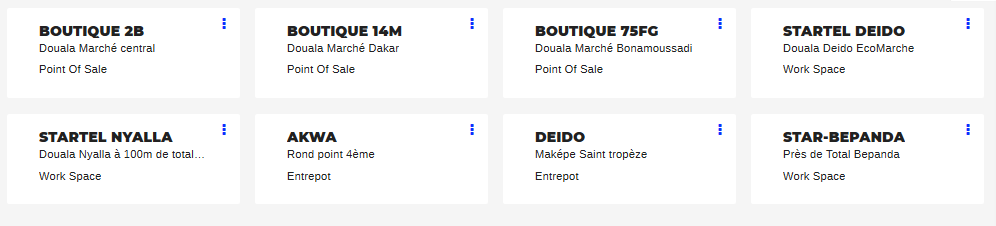 BOUTIQUE 2B
Douala Marché central
Point Of Sale
BOUTIQUE 14M
Douala Marché Dakar
Point Of Sale
BOUTIQUE 75FG
Douala Marché Bonamoussadi
Point Of Sale
STARTEL DEIDO
Douala Deido EcoMarche
Work Space
STARTEL NYALLA
Douala Nyalla à 100m de total...
Work Space
AKWA
Rond point 4ème
Entrepot
DEIDO
Maképe Saint tropèze
Entrepot
STAR-BEPANDA
Près de Total Bepanda
Work Space